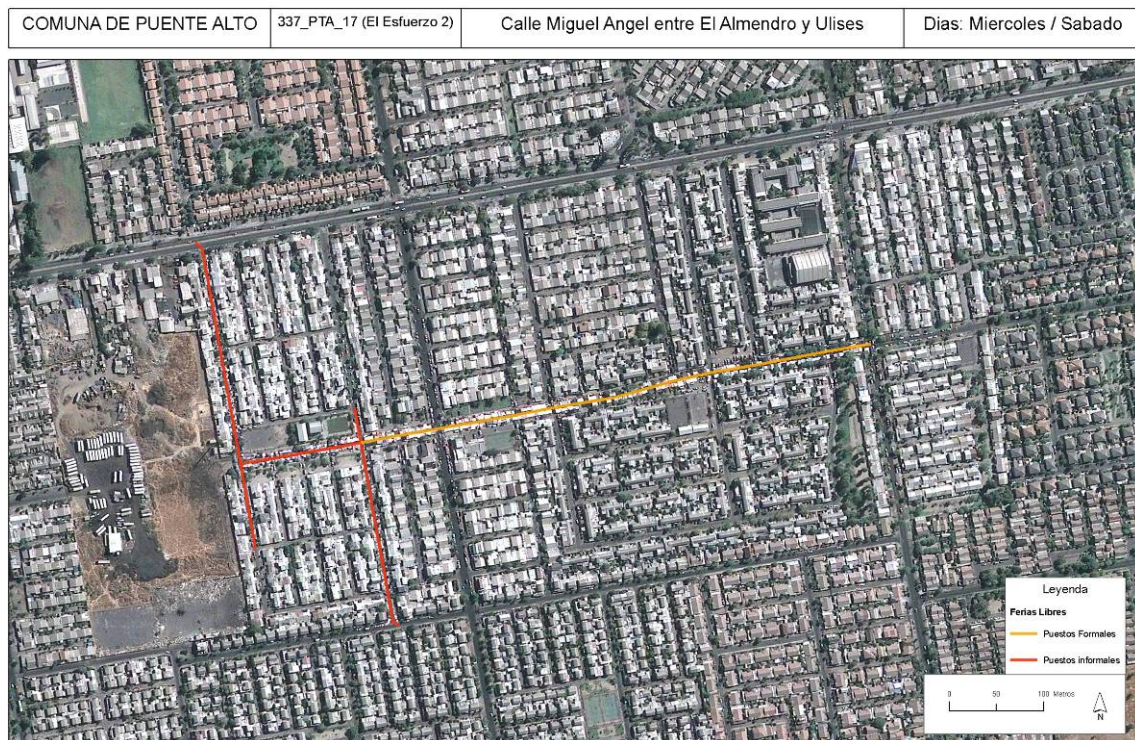 COMUNA DE PUENTE ALTO
337_PTA_17 (El Esfuerzo 2)
Calle Miguel Angel entre El Almendro y Ulises
Dias: Miercoles / Sabado
Leyenda
Ferias Libres
Puestos Formales
Puestos informales
0 50 100 Metros
N